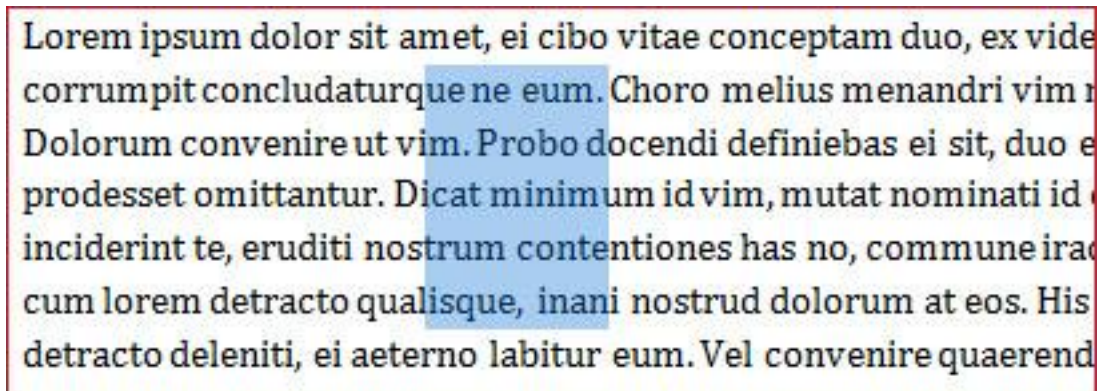 Lorem ipsum dolor sit amet, ei cibo vitae conceptam duo, ex vide
corrumpit concludaturque ne eum. Choro melius menandri vim
Dolorum convenire ut vim. Probo docendi definiebas ei sit, duo
prodesset omittantur. Dicat minimum id vim, mutat nominati id
inciderint te, eruditi nostrum contentiones has no, commune
cum lorem detracto qualisque, inani nostrud dolorum at eos. His
detracto deleniti, ei aeterno labitur eum. Vel convenire quaerend